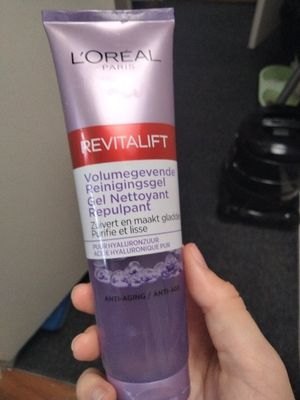 L'ORÉAL
PARIS
REVITALIFT
Volumegevende
Reinigingsgel
Gel Nettoyant
Repulpant
Zuivert en maakt gladder
Purifie et lisse
PUUR HYALURONZUUR
ACIDE HYALURONIQUE PUR
ANTI-AGING / ANTI-AGE